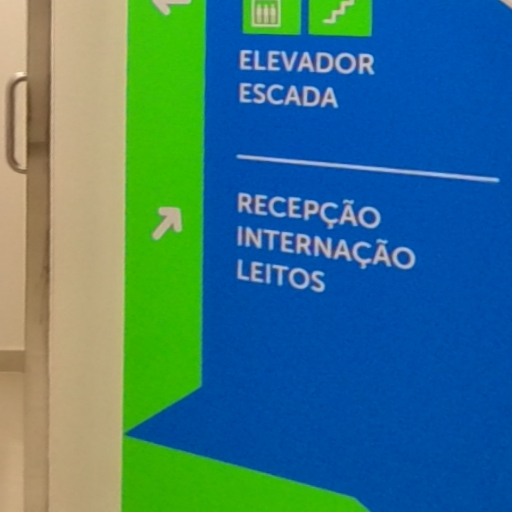 ELEVADOR
ESCADA
RECEPÇÃO
INTERNAÇÃO
LEITOS